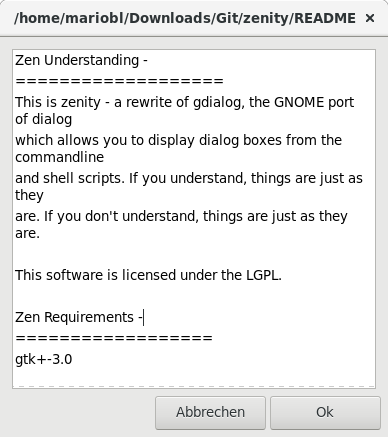 /home/mariobl/Downloads/Git/zenity/README
Zen Understanding -
===================
This is zenity - a rewrite of gdialog, the GNOME port
of dialog
which allows you to display dialog boxes from the
commandline
and shell scripts. If you understand, things are just as
they
are. If you don't understand, things are just as they
are.
This software is licensed under the LGPL.
Zen Requirements -
==================
gtk+-3.0
Abbrechen
Ok